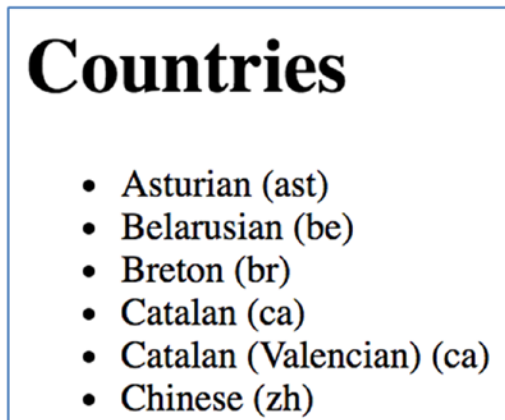 Countries
• Asturian (ast)
• Belarusian (be)
• Breton (br)
• Catalan (ca)
• Catalan (Valencian) (ca)
• Chinese (zh)